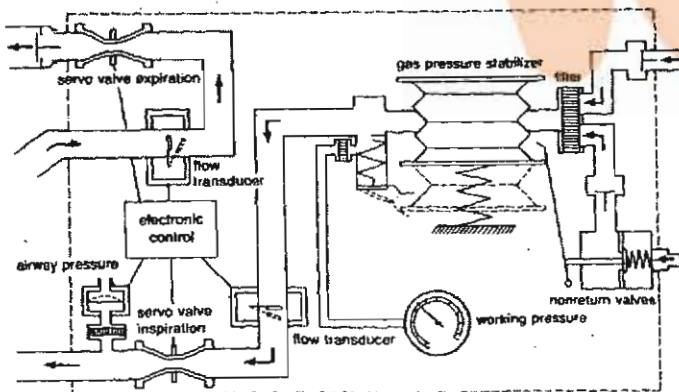 servo valve expiration
gas pressure stabilizer
filter
flow
transducer
electronic
control
airway pressure
servo valve
inspiration
flow transducer
working pressure
nonreturn valves